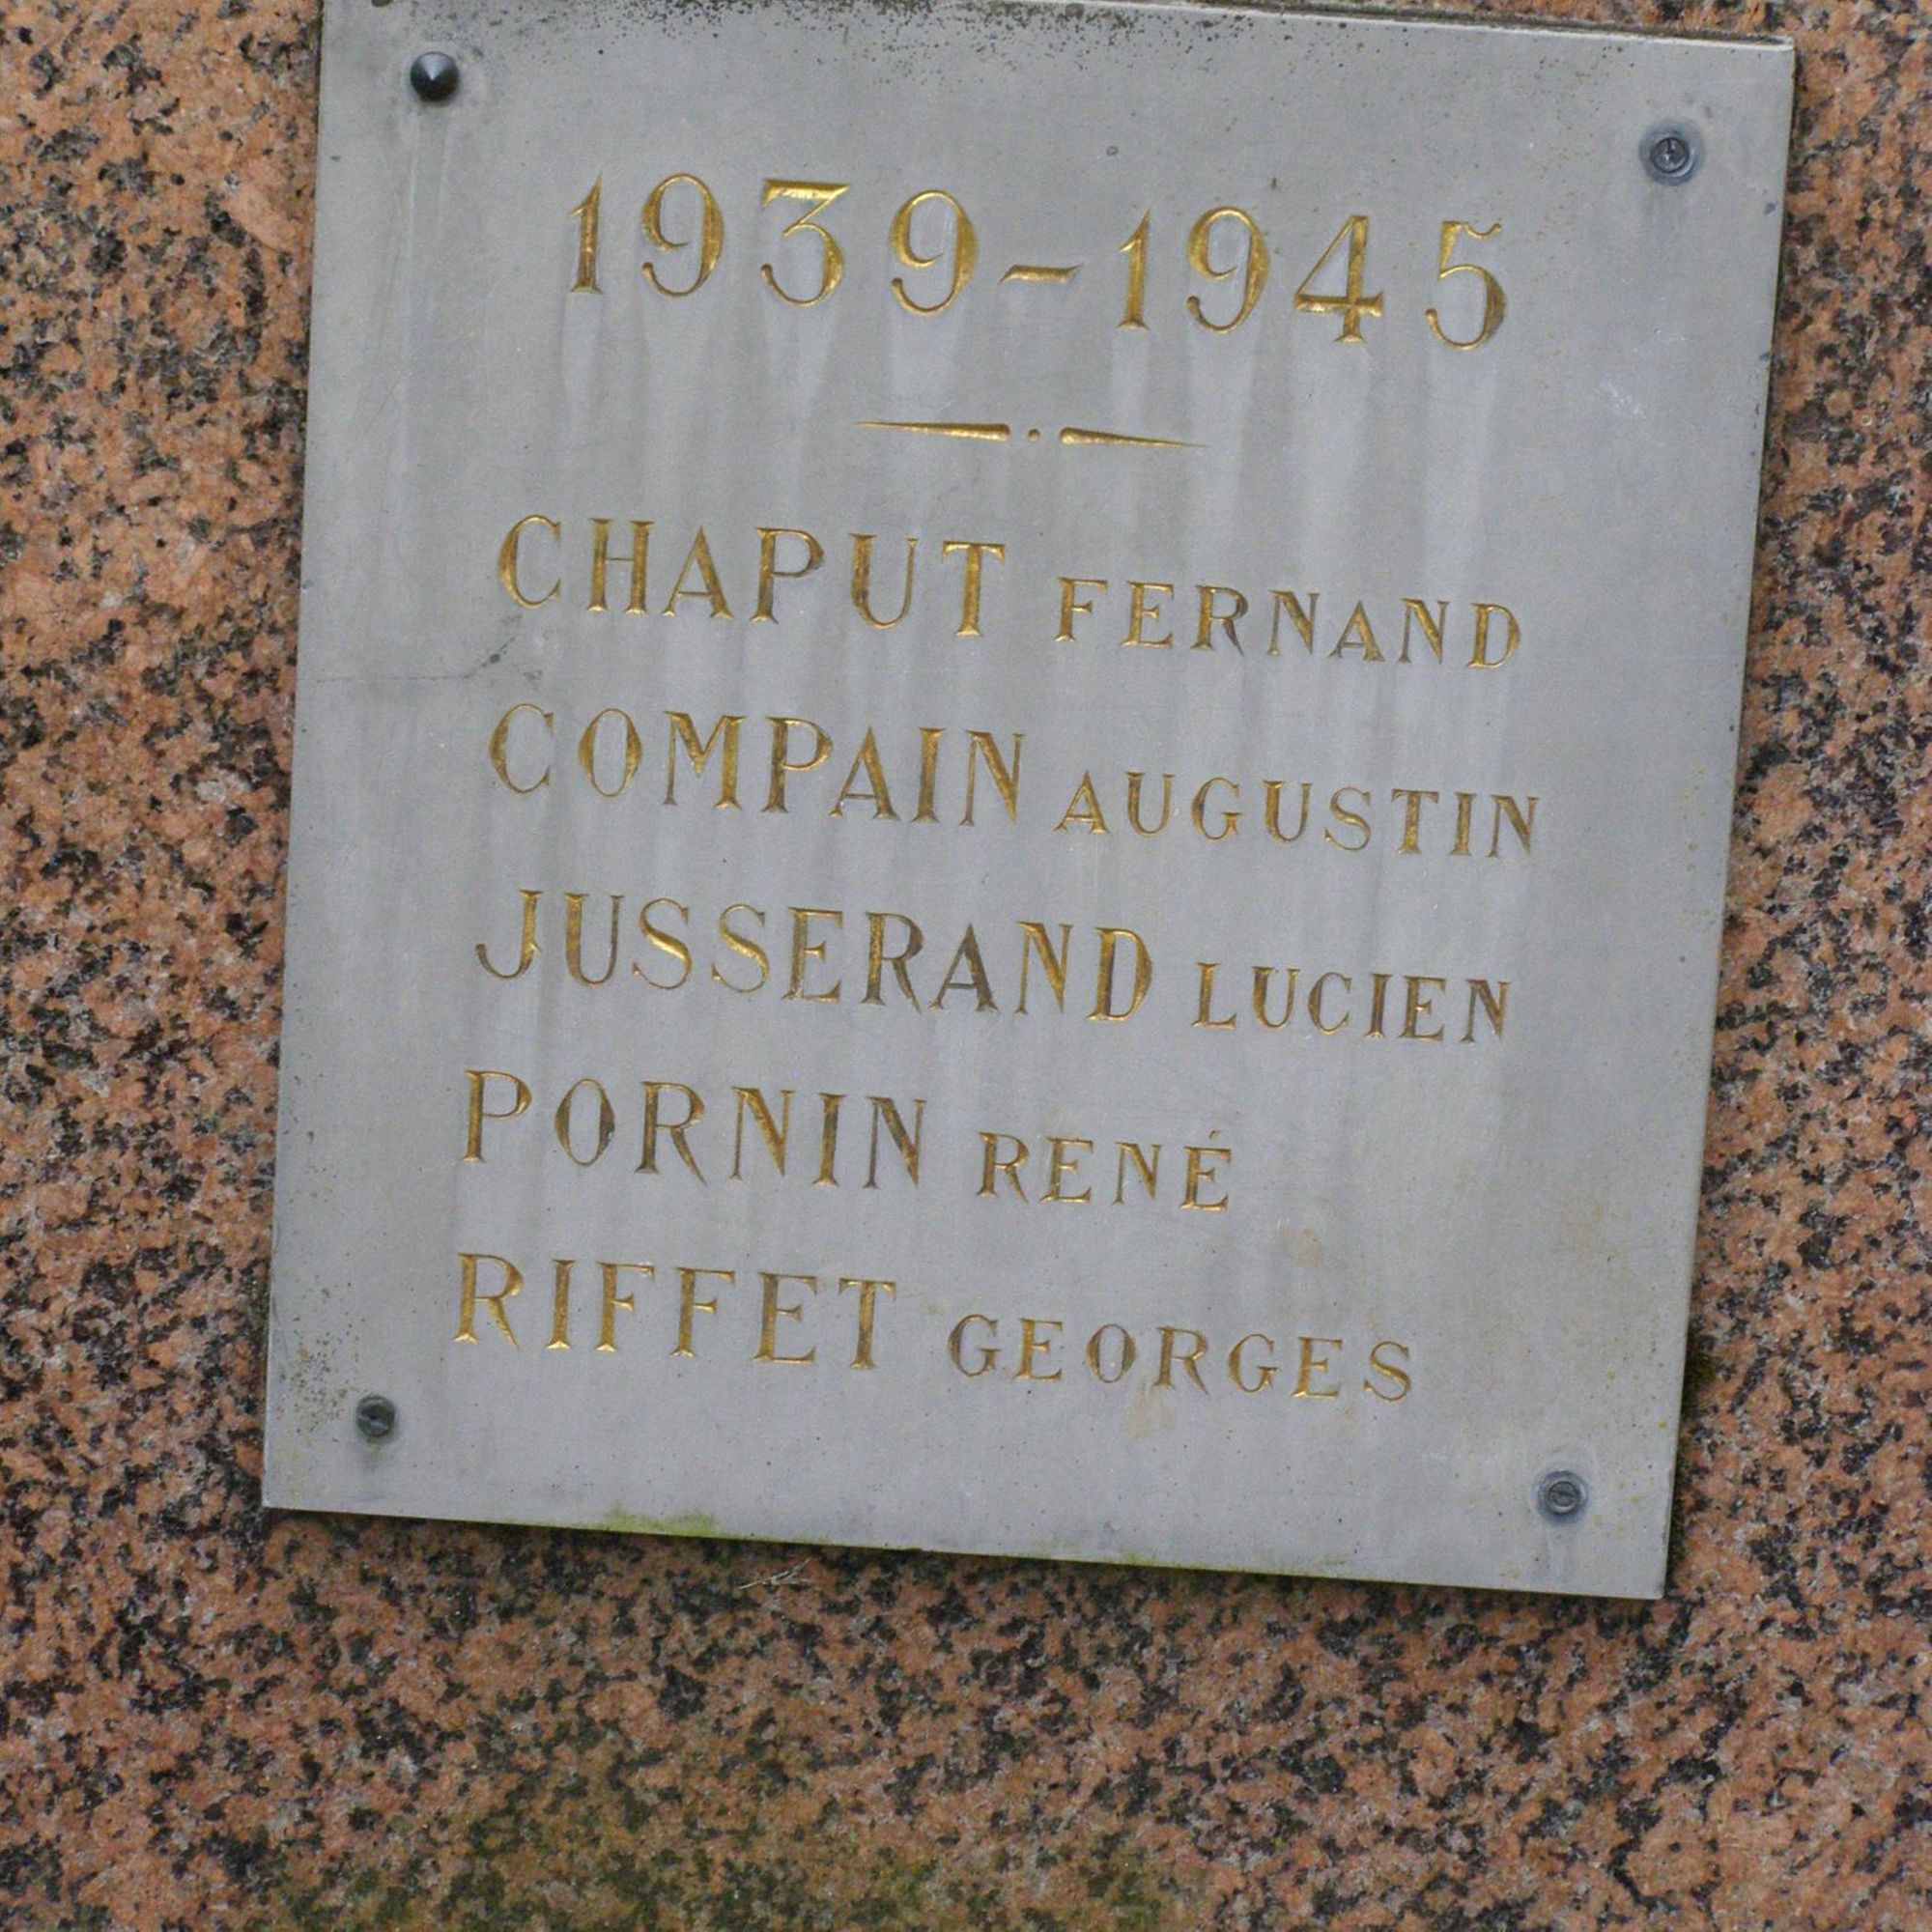 1939-1945
CHAPUT FERNAND
COMPAIN AUGUSTIN
JUSSERAND LUCIEN
PORNIN RENÉ
RIFFET GEORGES